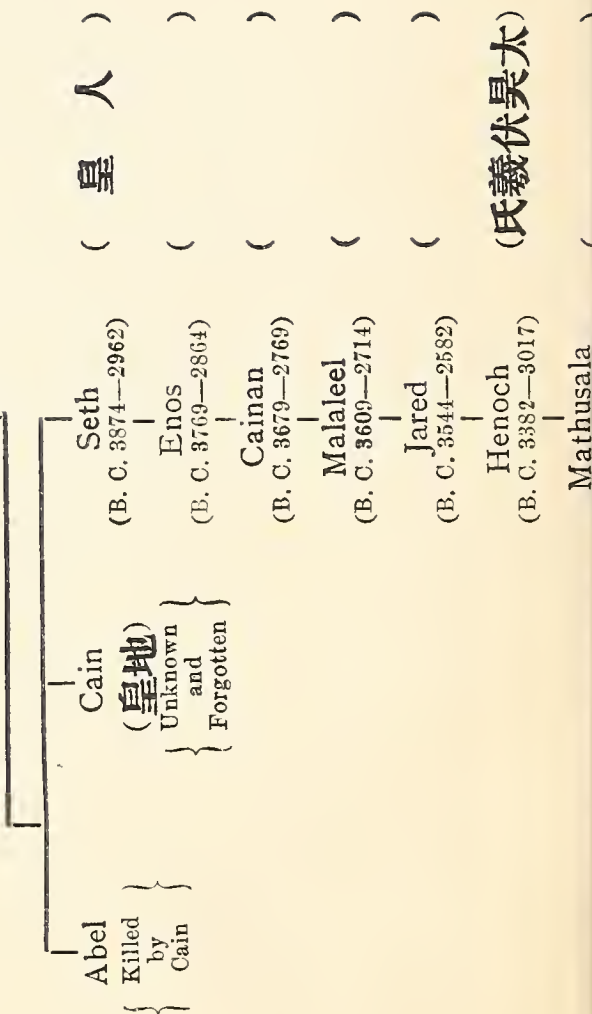 Abel
Killed
by
Cain
Cain
(皇地)
Unknown
and
Forgotten
Seth
(B. C. 3874—2962)
( 皇 人 )
Enos
(B. C. 3769—2864)
( )
Cainan
(B. C. 3679—2769)
( )
Malaleel
(B. C. 3609—2714)
( )
Jared
(B. C. 3544—2582)
( )
Henoch
(B. C. 3382—3017)
(氏羲伏昊太)
Mathusala
( )